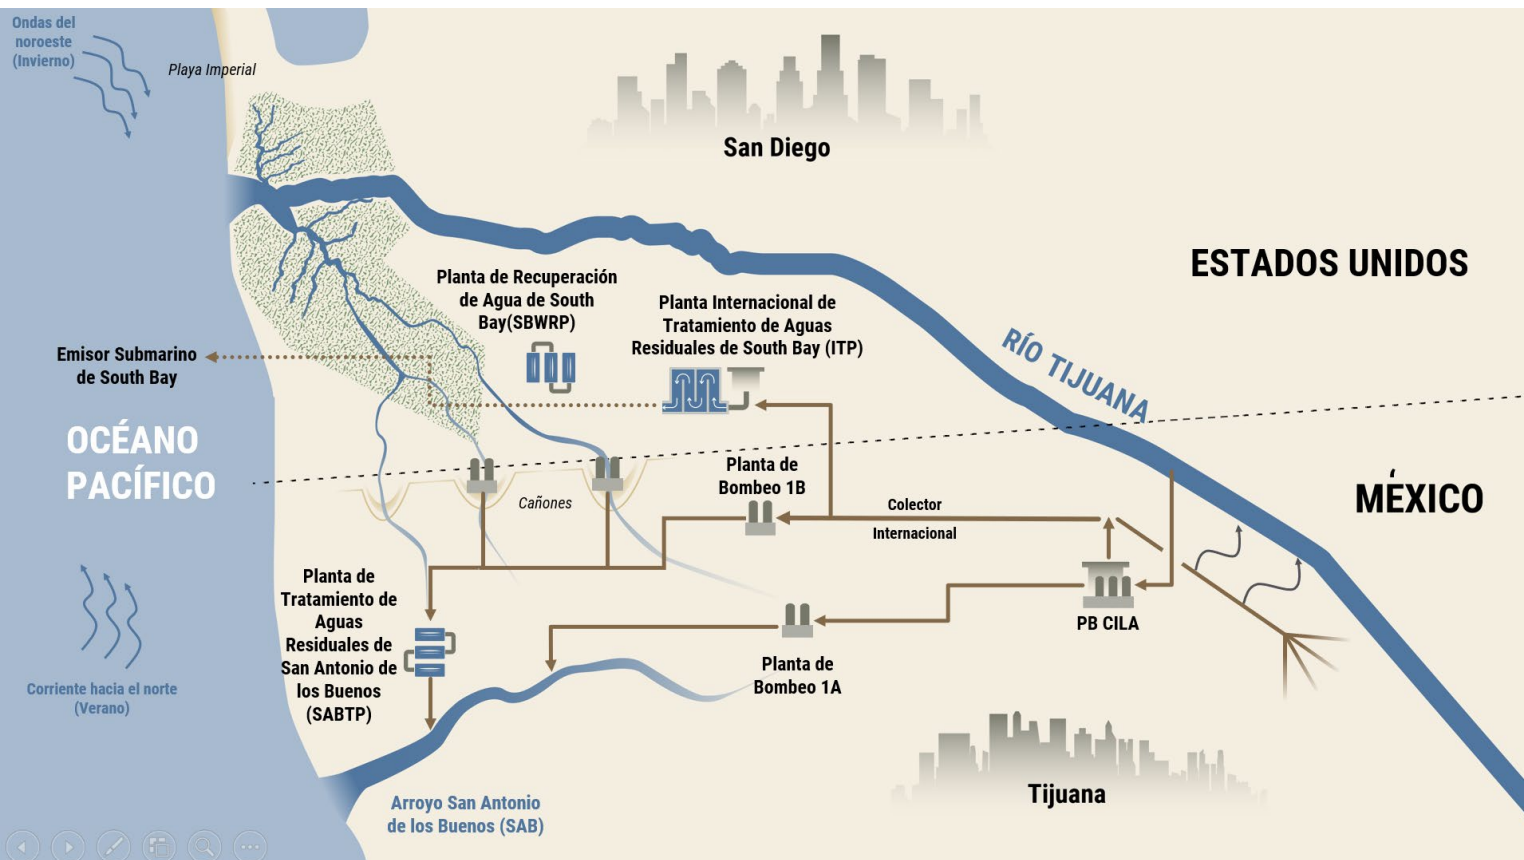 Ondas del
noroeste
(Invierno)
Playa Imperial
San Diego
ESTADOS UNIDOS
Planta de Recuperación
de Agua de South
Bay(SBWRP)
Planta Internacional de
Tratamiento de Aguas
Residuales de South Bay (ITP)
RÍO TIJUANA
Emisor Submarino
de South Bay
OCÉANO
PACÍFICO
Planta de
Bombeo 1B
Cañones
Colector
Internacional
MÉXICO
Planta de
Tratamiento de
Aguas
Residuales de
San Antonio de
los Buenos
(SABTP)
PB CILA
Planta de
Bombeo 1A
Corriente hacia el norte
(Verano)
Tijuana
Arroyo San Antonio
de los Buenos (SAB)